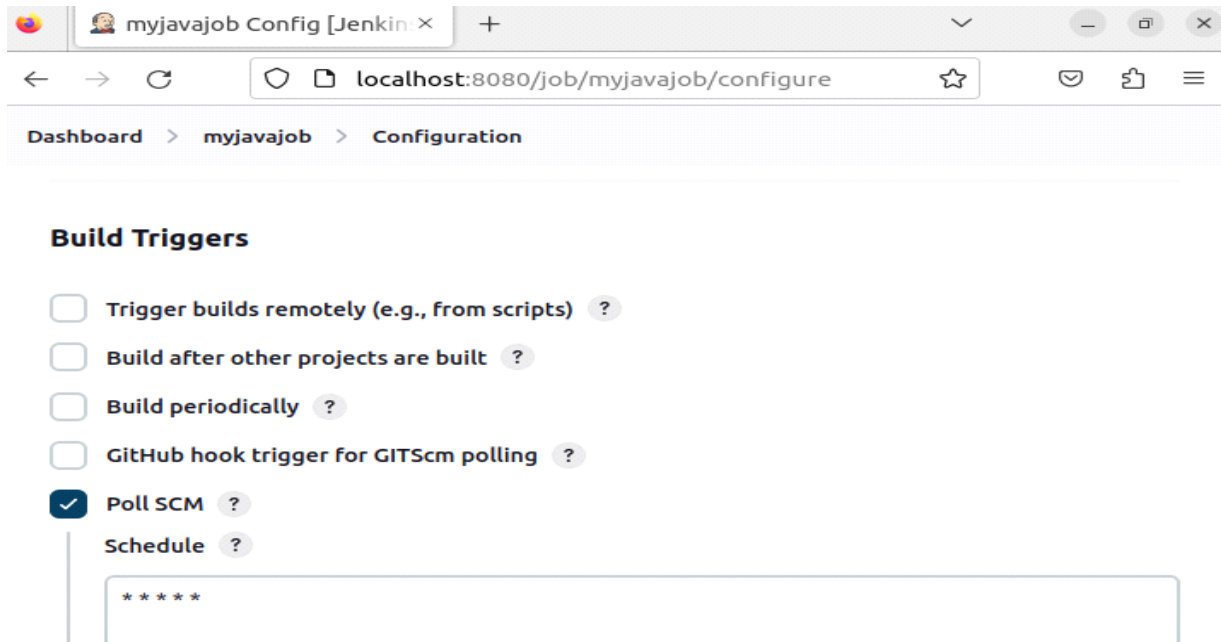 myjavajob Config [Jenkin
localhost:8080/job/myjavajob/configure
Dashboard > myjavajob > Configuration
Build Triggers
Trigger builds remotely (e.g., from scripts) ?
Build after other projects are built ?
Build periodically ?
GitHub hook trigger for GITScm polling ?
Poll SCM ?
Schedule ?
* * * * *